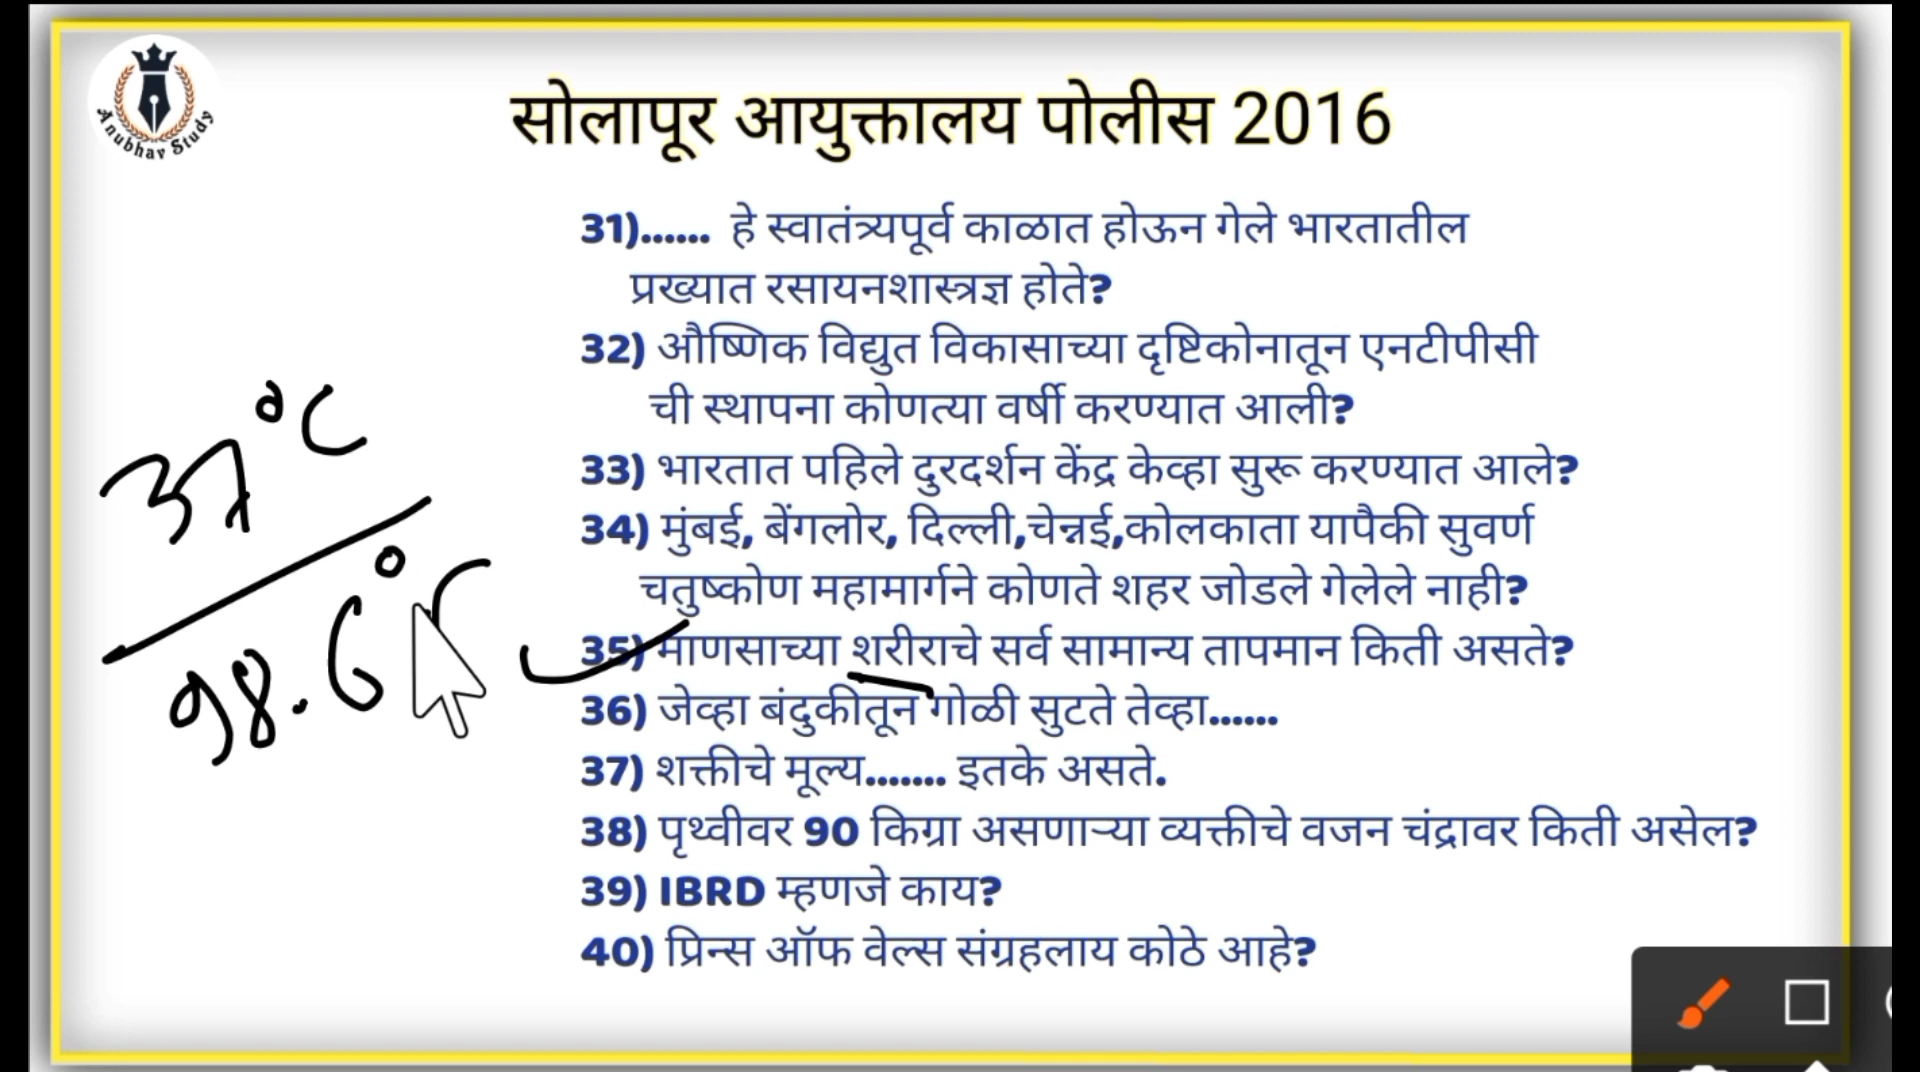 Anubhav Study
सोलापूर आयुक्तालय पोलीस 2016
31)...... हे स्वातंत्र्यपूर्व काळात होऊन गेले भारतातील
प्रख्यात रसायनशास्त्रज्ञ होते?
32) औष्णिक विद्युत विकासाच्या दृष्टिकोनातून एनटीपीसी
ची स्थापना कोणत्या वर्षी करण्यात आली?
33) भारतात पहिले दुरदर्शन केंद्र केव्हा सुरू करण्यात आले?
34) मुंबई, बेंगलोर, दिल्ली,चेन्नई,कोलकाता यापैकी सुवर्ण
चतुष्कोण महामार्गने कोणते शहर जोडले गेलेले नाही?
35) माणसाच्या शरीराचे सर्व सामान्य तापमान किती असते?
36) जेव्हा बंदुकीतून गोळी सुटते तेव्हा......
37) शक्तीचे मूल्य....... इतके असते.
38) पृथ्वीवर 90 किग्रा असणाऱ्या व्यक्तीचे वजन चंद्रावर किती असेल?
39) IBRD म्हणजे काय?
40) प्रिन्स ऑफ वेल्स संग्रहलाय कोठे आहे?
37°C
98.6°